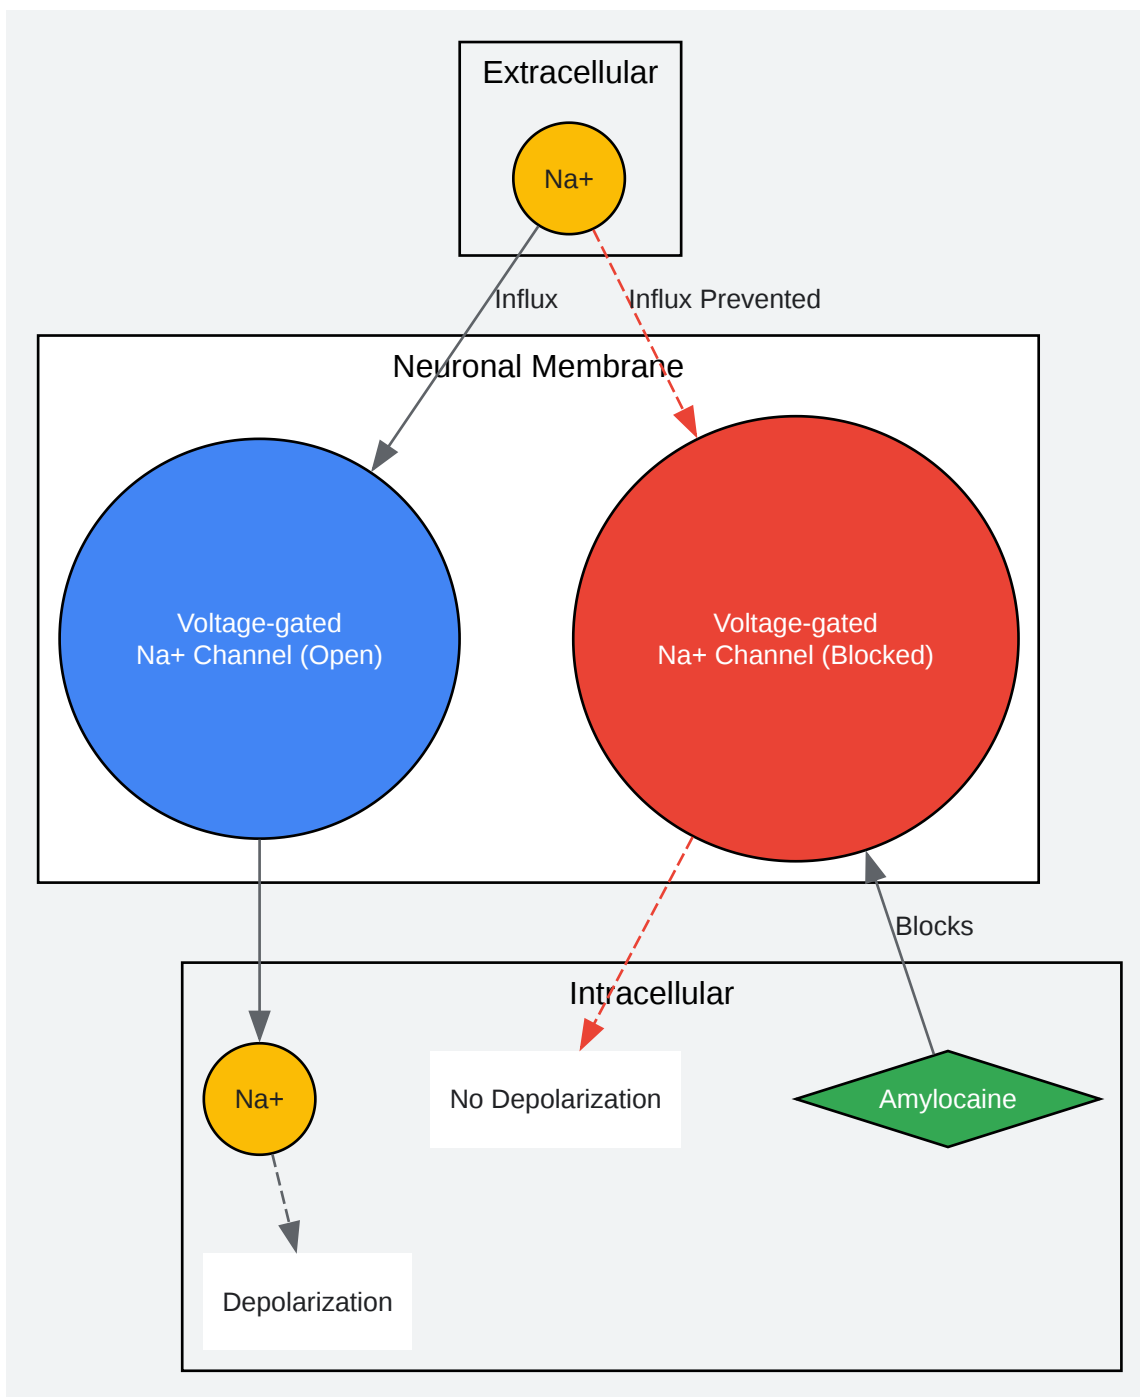 Extracellular
Na+
Influx
Influx Prevented
Neuronal Membrane
Voltage-gated
Na+ Channel (Open)
Voltage-gated
Na+ Channel (Blocked)
Blocks
Intracellular
Na+
No Depolarization
Amylocaine
Depolarization